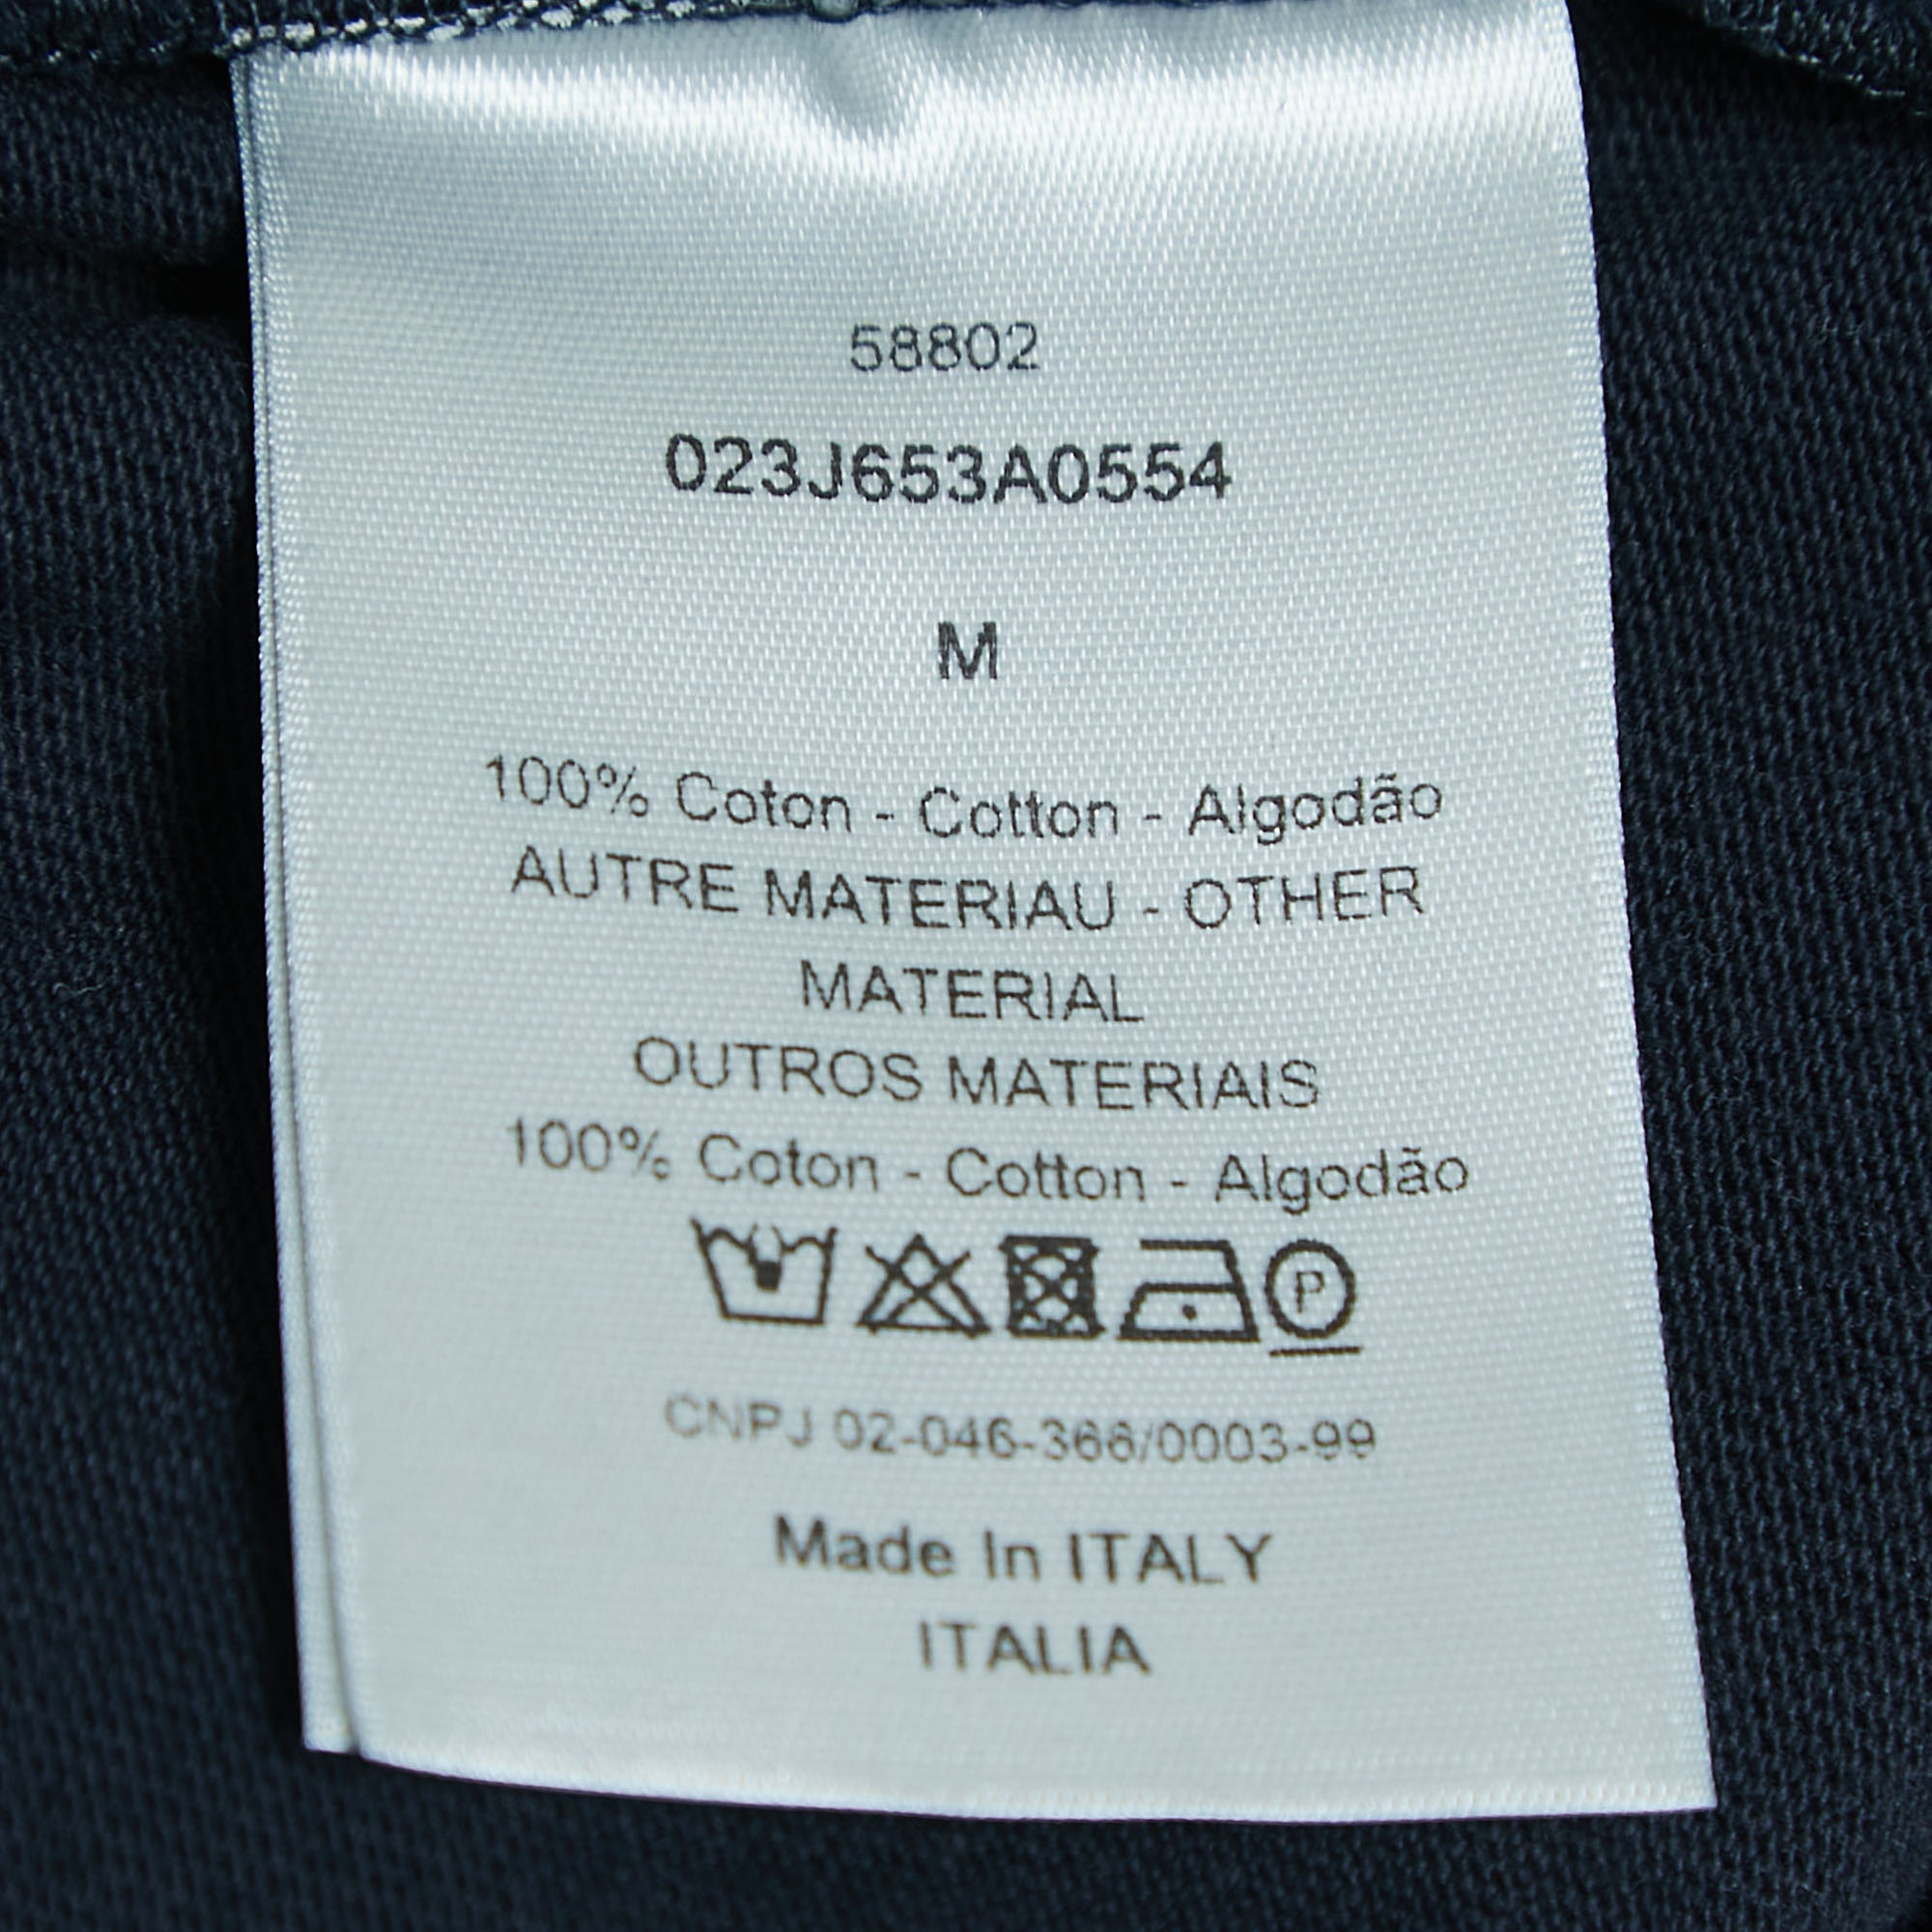 58802
023J653A0554
M
100% Coton - Cotton - Algodão
AUTRE MATERIAU - OTHER
MATERIAL
OUTROS MATERIAIS
100% Coton - Cotton - Algodão
P
CNPJ 02-046-366/0003-99
Made In ITALY
ITALIA